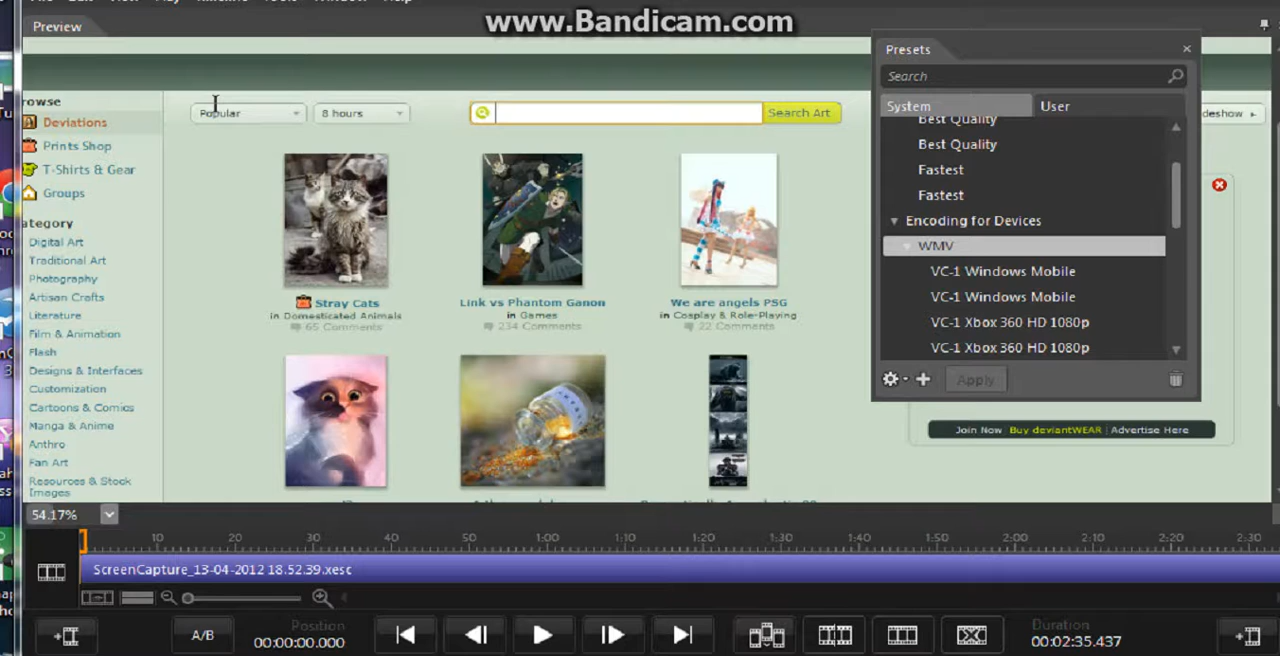 www.Bandicam.com
Preview
Presets
Search
System
User
Best Quality
Best Quality
Fastest
Fastest
Encoding for Devices
WMV
VC-1 Windows Mobile
VC-1 Windows Mobile
VC-1 Xbox 360 HD 1080p
VC-1 Xbox 360 HD 1080p
Apply
rowse
Deviations
Prints Shop
T-Shirts & Gear
Groups
ategory
Digital Art
Traditional Art
Photography
Artisan Crafts
Literature
Film & Animation
Flash
Designs & Interfaces
Customization
Cartoons & Comics
Manga & Anime
Anthro
Fan Art
Resources & Stock
Images
Popular
8 hours
Search Art
deshow
Stray Cats
in Domesticated Animals
65 Comments
Link vs Phantom Ganon
in Games
234 Comments
We are angels PSG
in Cosplay & Role-Playing
22 Comments
Join Now | Buy deviantWEAR | Advertise Here
54.17%
10 20 30 40 50 1:00 1:10 1:20 1:30 1:40 1:50 2:00 2:10 2:20 2:30
ScreenCapture_13-04-2012 18.52.39.xesc
A/B
Position
00:00:00.000
Duration
00:02:35.437